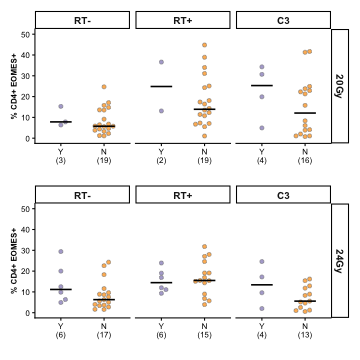 RT- RT+ C3
20Gy
% CD4+ EOMES+
50
40
30
20
10
0
Y N Y N Y N
(3) (19) (2) (19) (4) (16)
RT- RT+ C3
24Gy
% CD4+ EOMES+
50
40
30
20
10
0
Y N Y N Y N
(6) (17) (6) (15) (4) (13)